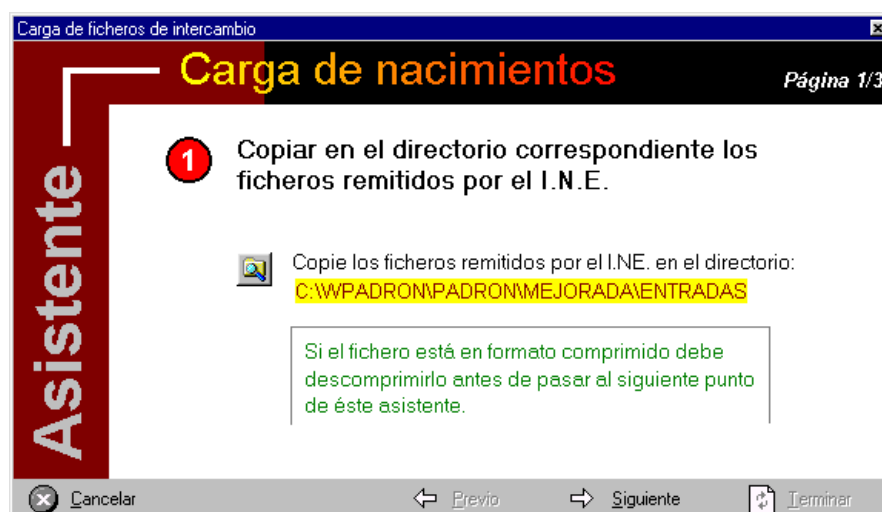 Carga de ficheros de intercambio
Carga de nacimientos
Página 1/3
Asistente
1
Copiar en el directorio correspondiente los
ficheros remitidos por el I.N.E.
Copie los ficheros remitidos por el I.NE. en el directorio:
C:\WPADRON\PADRON\MEJORADA\ENTRADAS
Si el fichero está en formato comprimido debe
descomprimirlo antes de pasar al siguiente punto
de éste asistente.
Cancelar
Previo
Siguiente
Terminar